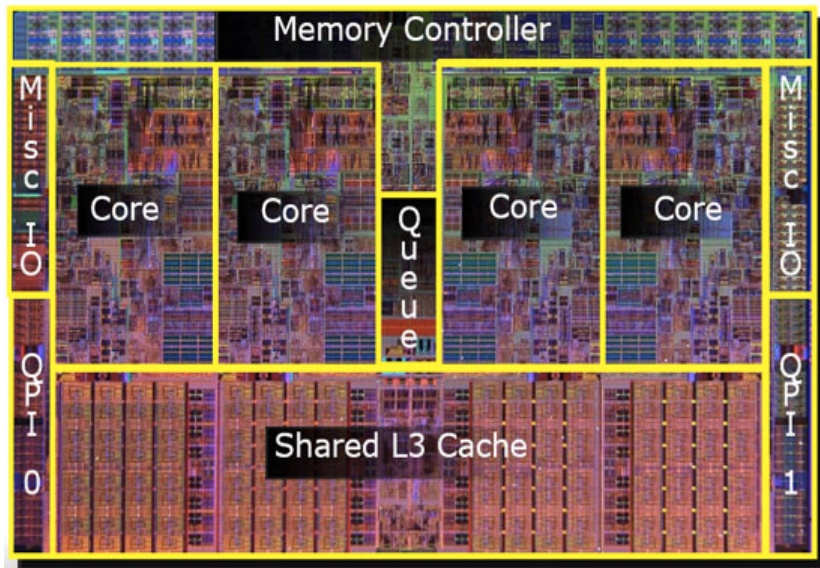 Memory Controller
Misc IO
Core
Core
Queue
Core
Core
Misc IO
QPI 0
Shared L3 Cache
QPI 1